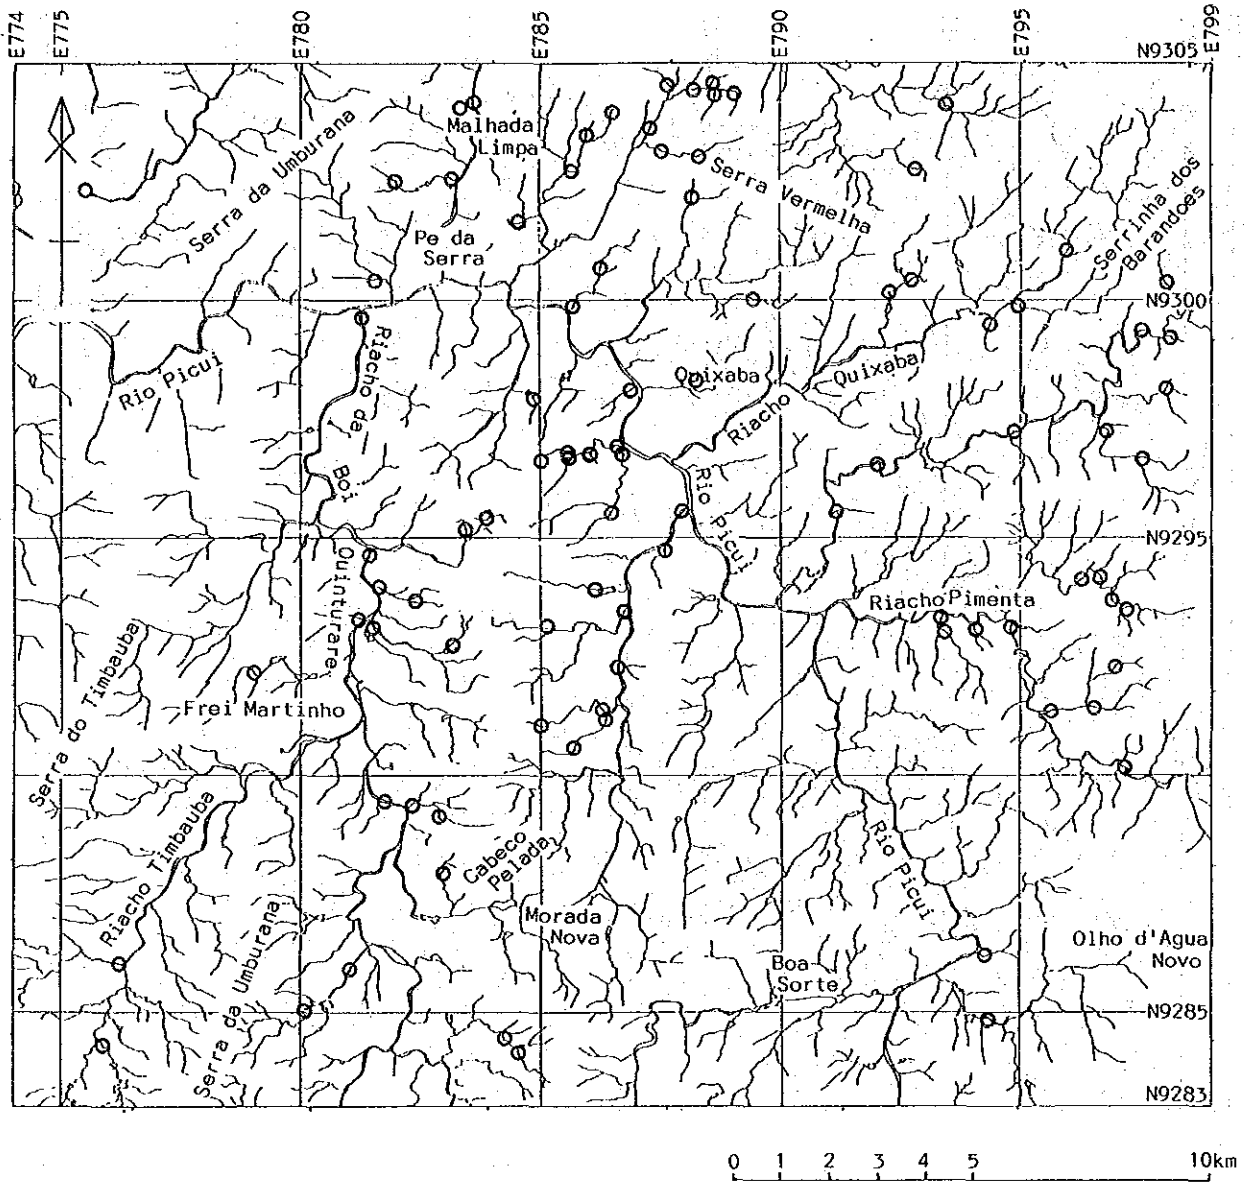 E774
E775
E780
E785
E790
E795
E799
N9305
Malhada
Limpa
Serra da Umburana
Serra Vermelha
Serrinha dos
Barandoes
Pe da
Serra
N9300
Riacho da
Boi
Quixaba
Quixaba
Riacho
Rio Picui
Rio Picui
N9295
Quinturare
Riacho Pimenta
Serra do Timbauba
Frei Martinho
Riacho Timbauba
Cabeco
Pelada
Rio Picui
Morada
Nova
Serra da Umburana
Olho d'Agua
Novo
Boa
Sorte
N9285
N9283
0 1 2 3 4 5 10km